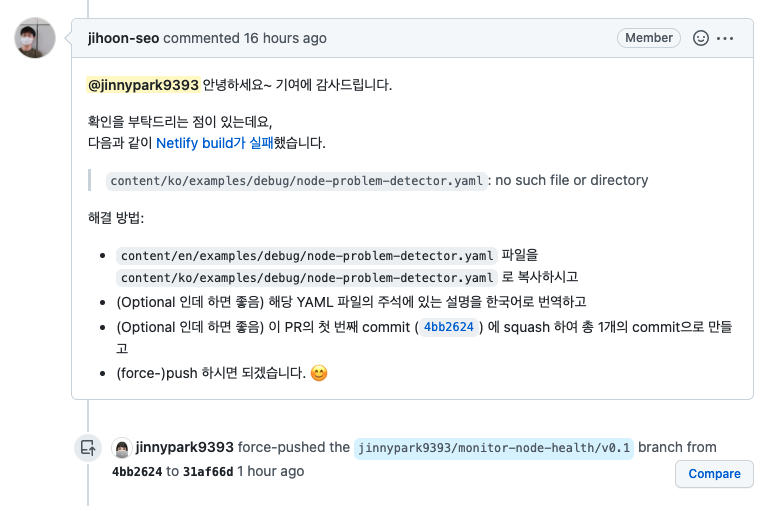 jihoon-seo commented 16 hours ago
Member
@jinnypark9393 안녕하세요~ 기여에 감사드립니다.
확인을 부탁드리는 점이 있는데요,
다음과 같이 Netlify build가 실패했습니다.
content/ko/examples/debug/node-problem-detector.yaml: no such file or directory
해결 방법:
content/en/examples/debug/node-problem-detector.yaml 파일을
content/ko/examples/debug/node-problem-detector.yaml 로 복사하시고
(Optional 인데 하면 좋음) 해당 YAML 파일의 주석에 있는 설명을 한국어로 번역하고
(Optional 인데 하면 좋음) 이 PR의 첫 번째 commit (4bb2624) 에 squash 하여 총 1개의 commit으로 만들
고
(force-)push 하시면 되겠습니다. 😊
jinnypark9393 force-pushed the jinnypark9393/monitor-node-health/v0.1 branch from
4bb2624 to 31af66d 1 hour ago
Compare